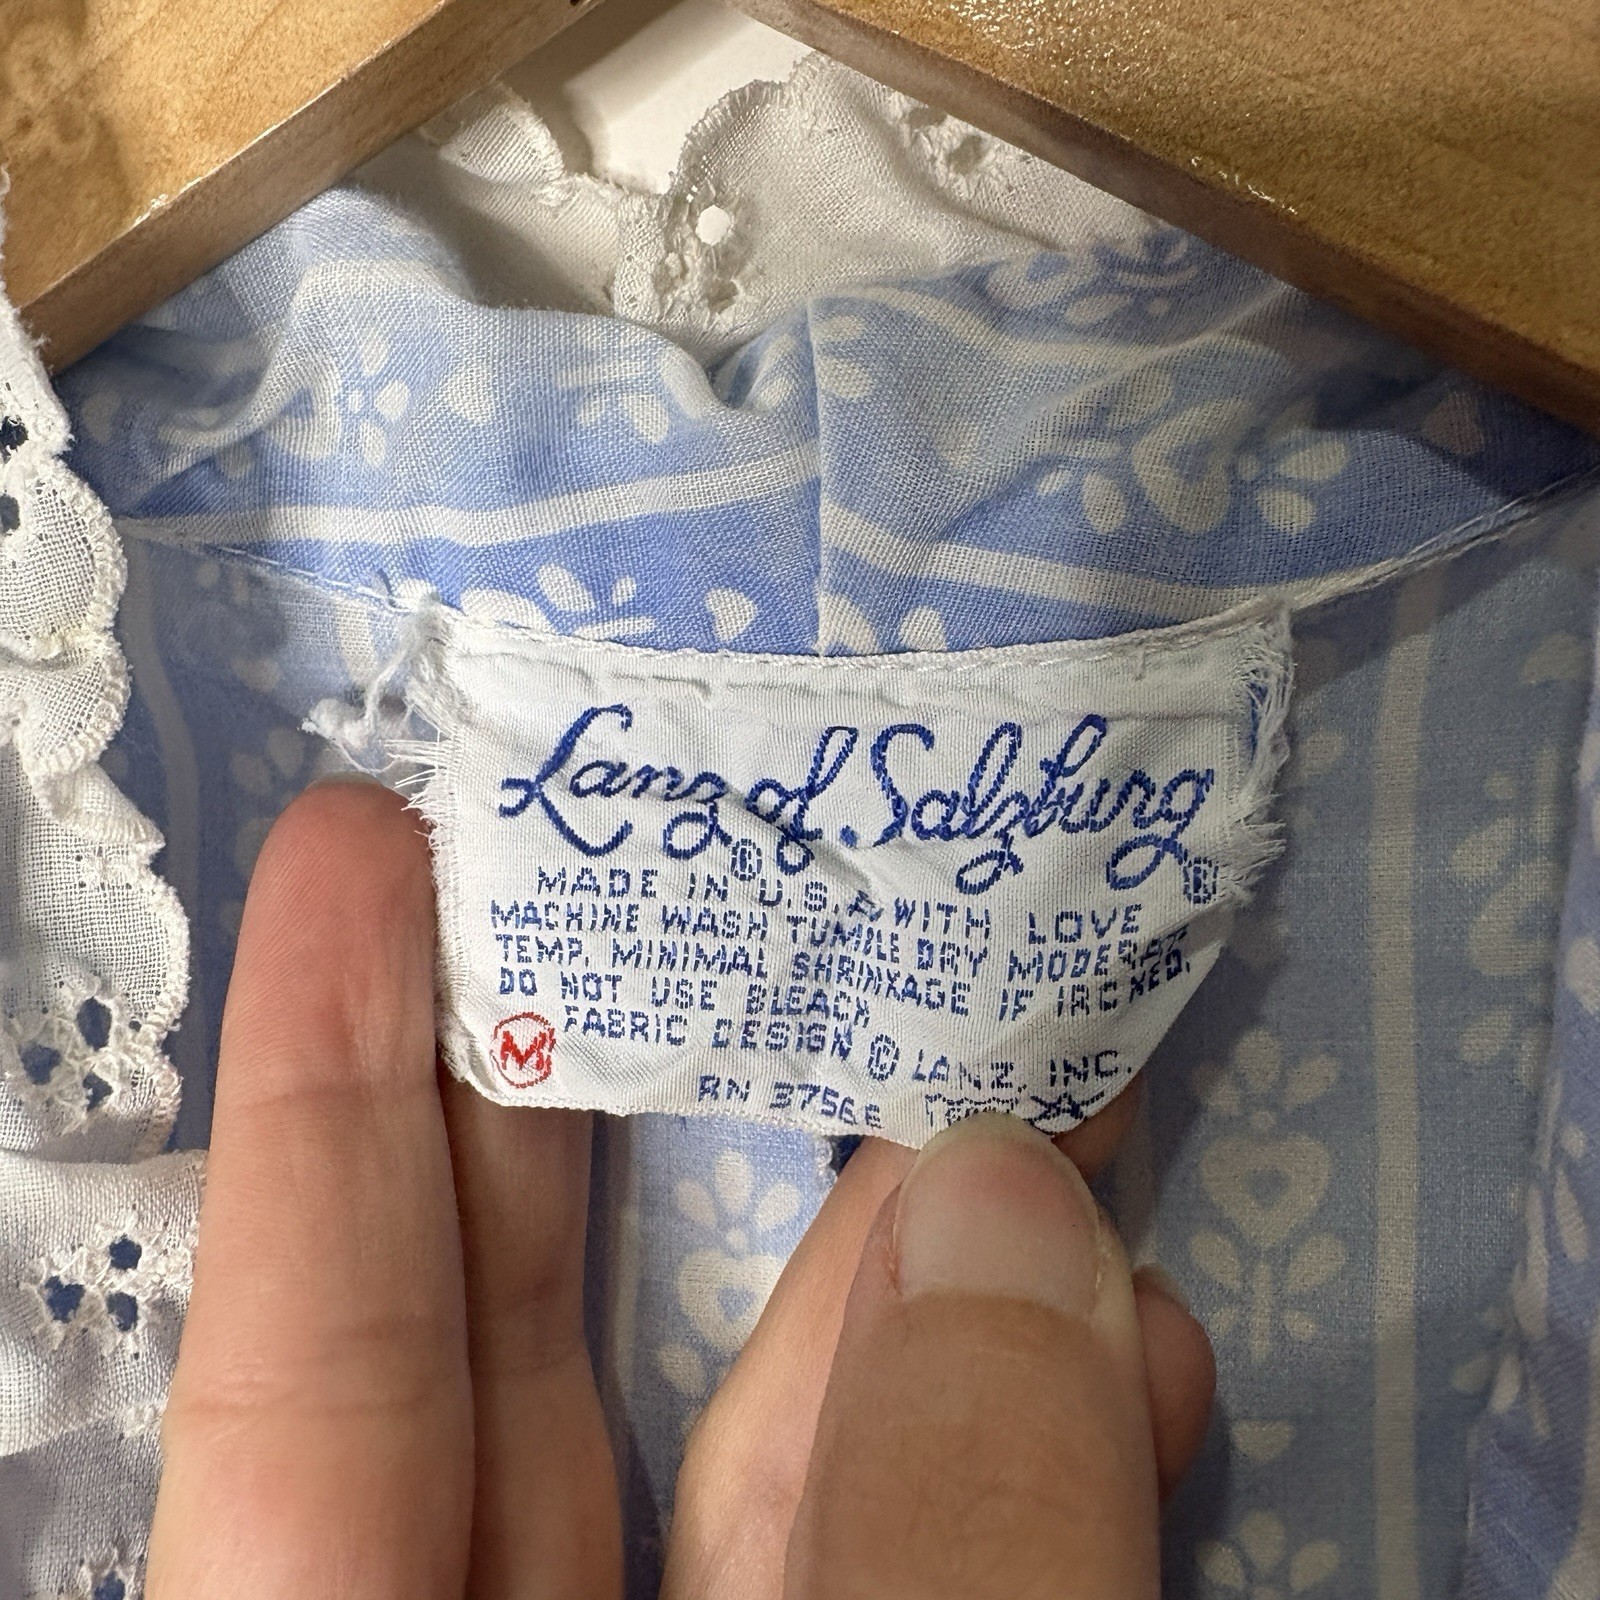 Lanz of Salzburg ®
©
MADE IN U.S.A. WITH LOVE
MACHINE WASH TUMBLE DRY MODERATE
TEMP. MINIMAL SHRINKAGE IF IRONED.
DO NOT USE BLEACH
FABRIC DESIGN © LANZ, INC.
M
RN 37566